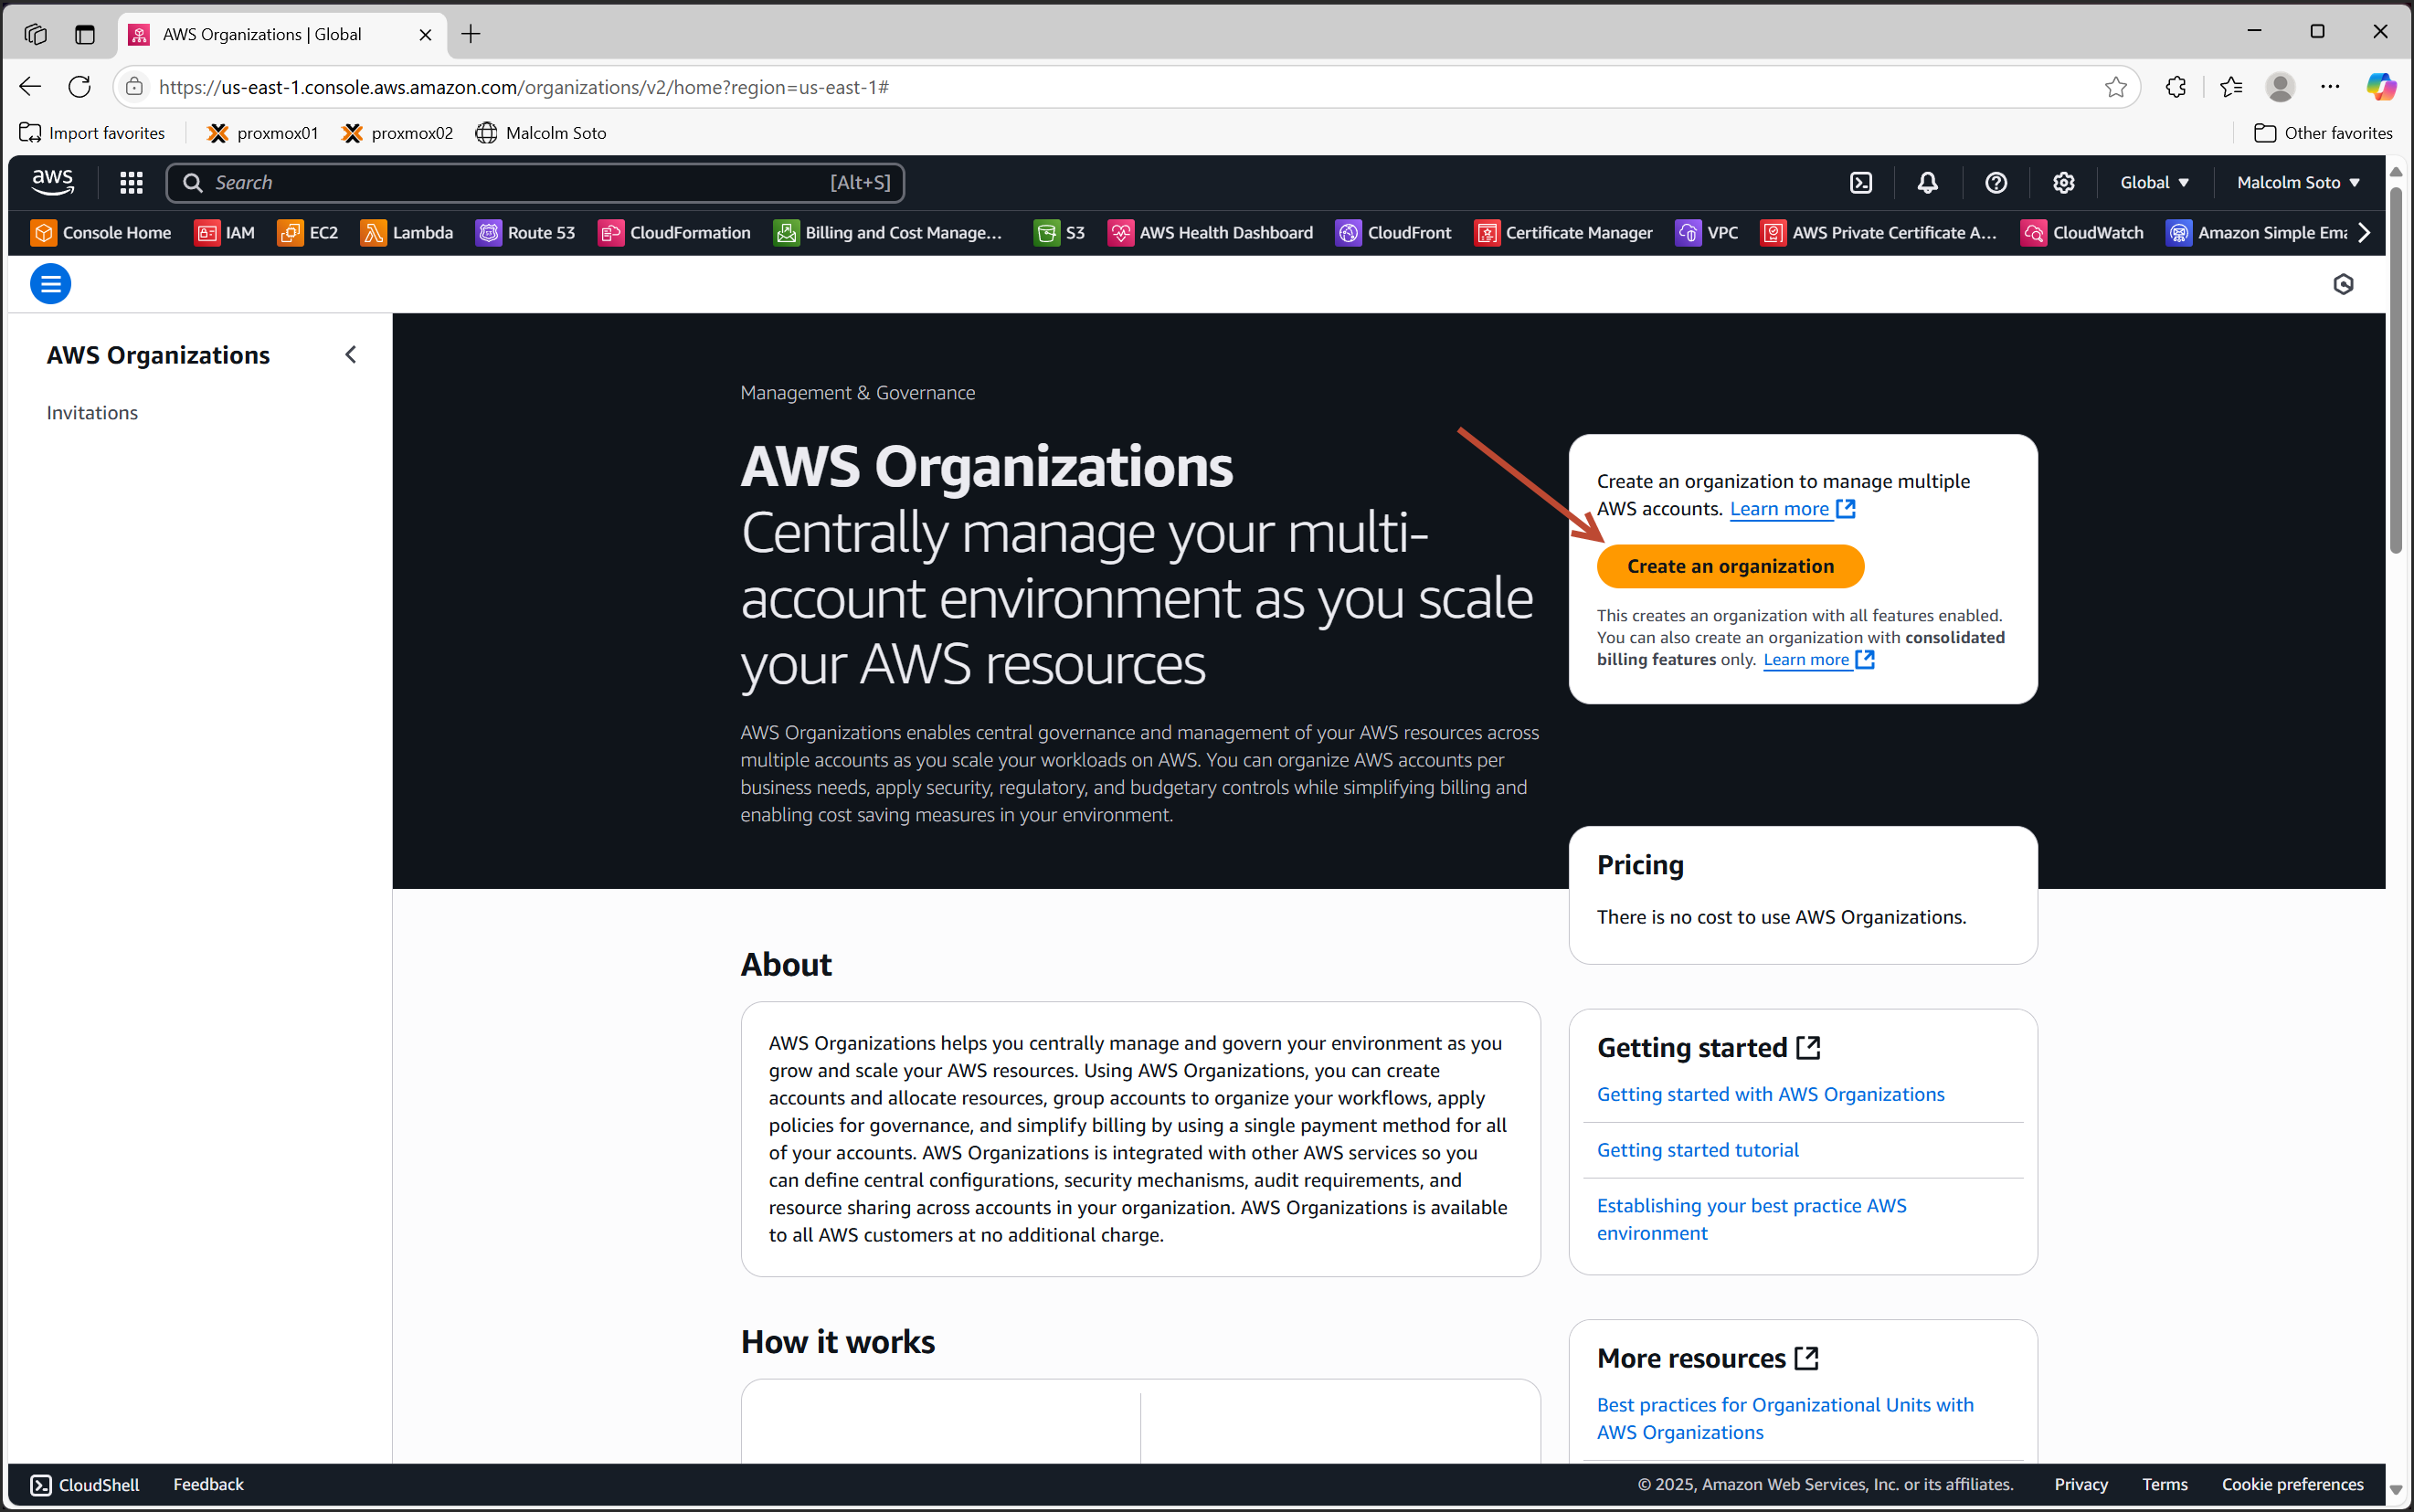 AWS Organizations | Global
https://us-east-1.console.aws.amazon.com/organizations/v2/home?region=us-east-1#
Import favorites
proxmox01
proxmox02
Malcolm Soto
Other favorites
aws
Search
[Alt+S]
Global
Malcolm Soto
Console Home
IAM
EC2
Lambda
Route 53
CloudFormation
Billing and Cost Manage...
S3
AWS Health Dashboard
CloudFront
Certificate Manager
VPC
AWS Private Certificate A...
CloudWatch
Amazon Simple Ema
AWS Organizations
Invitations
Management & Governance
AWS Organizations
Centrally manage your multi-
account environment as you scale
your AWS resources
AWS Organizations enables central governance and management of your AWS resources across
multiple accounts as you scale your workloads on AWS. You can organize AWS accounts per
business needs, apply security, regulatory, and budgetary controls while simplifying billing and
enabling cost saving measures in your environment.
Create an organization to manage multiple
AWS accounts. Learn more
Create an organization
This creates an organization with all features enabled.
You can also create an organization with consolidated
billing features only. Learn more
Pricing
There is no cost to use AWS Organizations.
About
AWS Organizations helps you centrally manage and govern your environment as you
grow and scale your AWS resources. Using AWS Organizations, you can create
accounts and allocate resources, group accounts to organize your workflows, apply
policies for governance, and simplify billing by using a single payment method for all
of your accounts. AWS Organizations is integrated with other AWS services so you
can define central configurations, security mechanisms, audit requirements, and
resource sharing across accounts in your organization. AWS Organizations is available
to all AWS customers at no additional charge.
Getting started
Getting started with AWS Organizations
Getting started tutorial
Establishing your best practice AWS
environment
How it works
More resources
Best practices for Organizational Units with
AWS Organizations
CloudShell
Feedback
© 2025, Amazon Web Services, Inc. or its affiliates.
Privacy
Terms
Cookie preferences